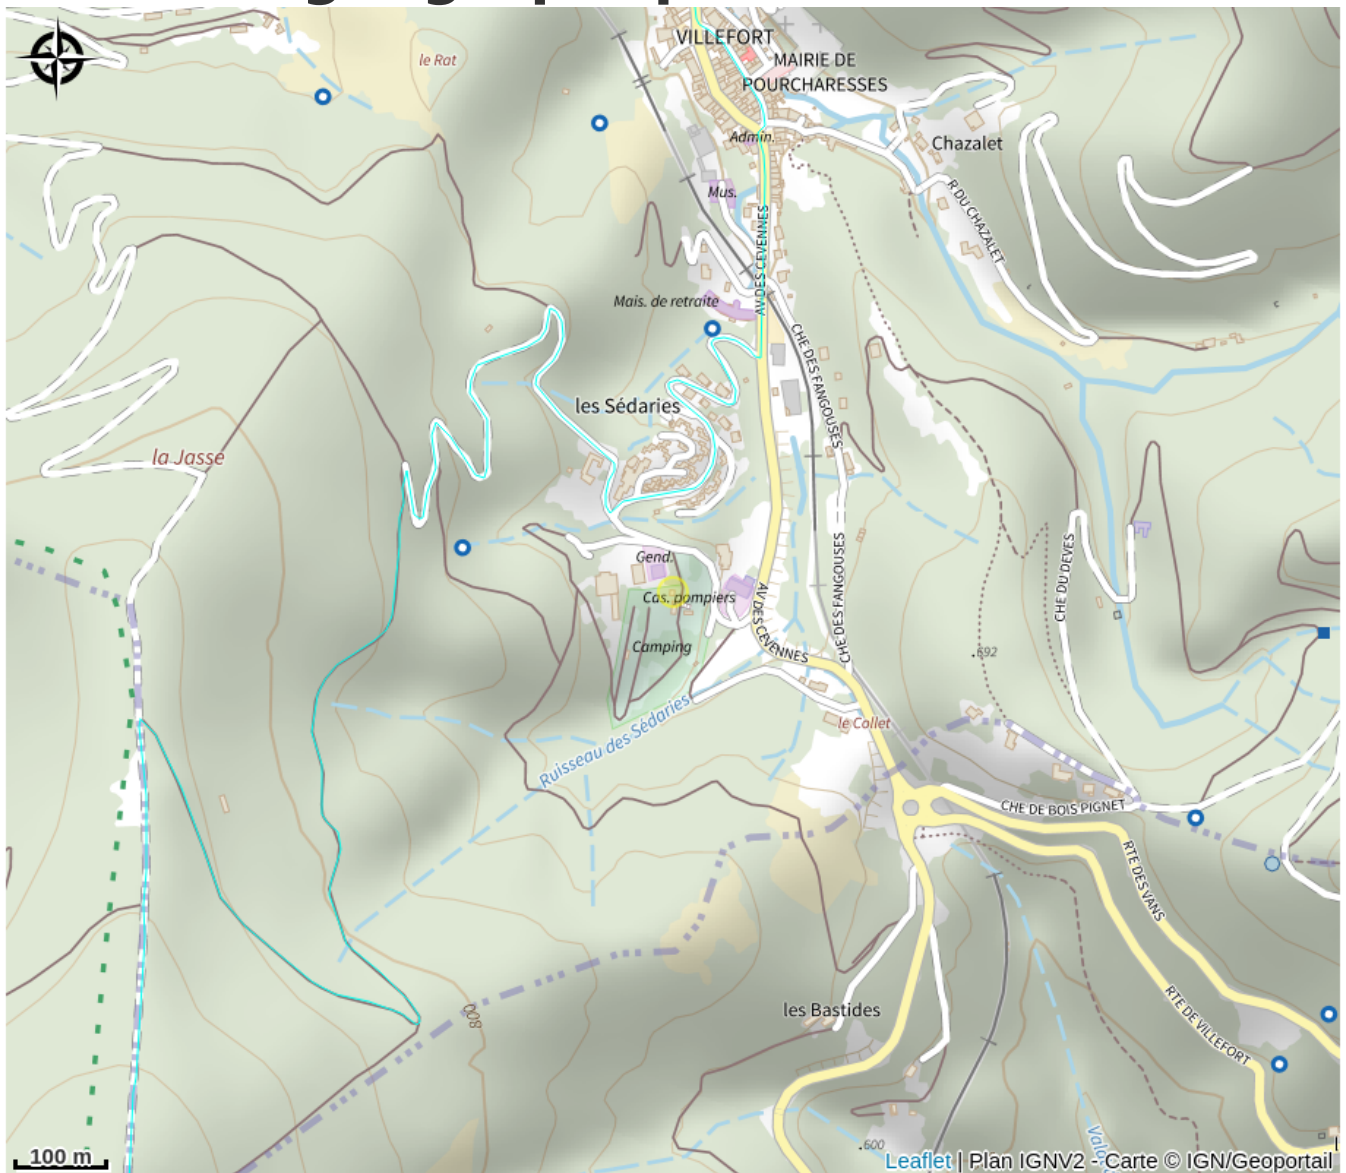 le Rat
VILLEFORT
MAIRIE DE
POURCHARESSES
Admin.
Chazalet
Mus.
R DU CHAZALET
AV DES CEVENNES
Mais. de retraite
CHE DES FANGOUSES
les Sédaries
la Jasse
Gend.
Cas. pompiers
CHE DES FANGOUSES
CHE DU DEVES
AV DES CEVENNES
Camping
.692
Ruisseau des Sédaries
le Collet
CHE DE BOIS PIGNET
RTE DES VANS
800
les Bastides
RTE DE VILLEFORT
.600
100 m
Leaflet | Plan IGNV2 - Carte © IGN/Geoportail